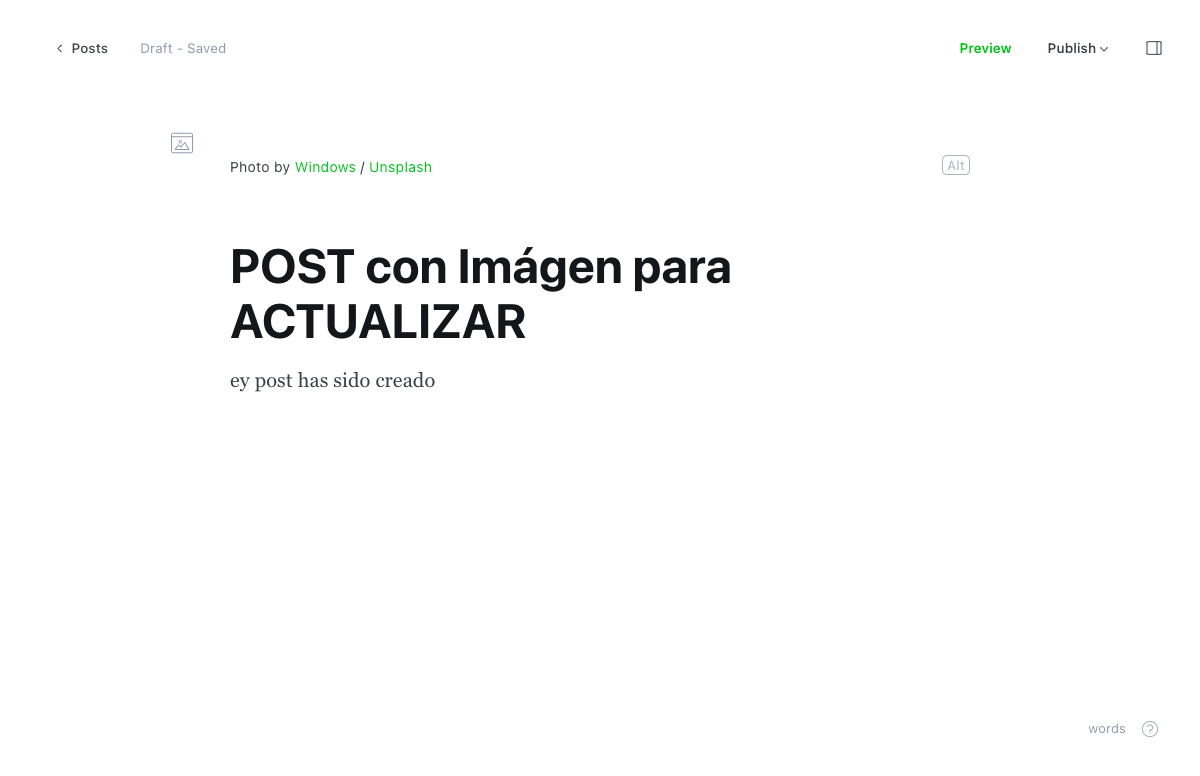 Posts Draft - Saved Preview Publish
Photo by Windows / Unsplash Alt
POST con Imágen para
ACTUALIZAR
ey post has sido creado
words ?